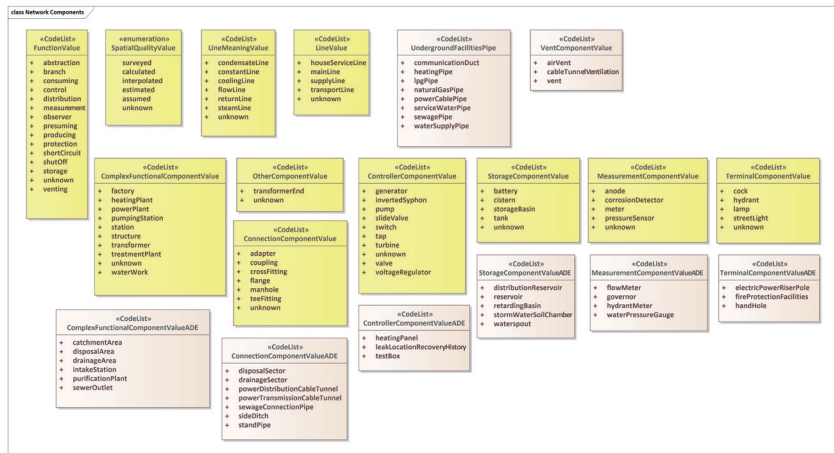 class Network Components
«CodeList»
FunctionValue
+ abstraction
+ branch
+ consuming
+ control
+ distribution
+ measurement
+ observer
+ presuming
+ producing
+ protection
+ shortCircuit
+ shutOff
+ storage
+ unknown
+ venting
«enumeration»
SpatialQualityValue
surveyed
calculated
interpolated
estimated
assumed
unknown
«CodeList»
LineMeaningValue
+ condensateLine
+ constantLine
+ coolingLine
+ flowLine
+ returnLine
+ steamLine
+ unknown
«CodeList»
LineValue
+ houseServiceLine
+ mainLine
+ supplyLine
+ transportLine
+ unknown
«CodeList»
UndergroundFacilitiesPipe
+ communicationDuct
+ heatingPipe
+ lpgPipe
+ naturalGasPipe
+ powerCablePipe
+ serviceWaterPipe
+ sewagePipe
+ waterSupplyPipe
«CodeList»
VentComponentValue
+ airVent
+ cableTunnelVentilation
+ vent
«CodeList»
ComplexFunctionalComponentValue
+ factory
+ heatingPlant
+ powerPlant
+ pumpingStation
+ station
+ structure
+ transformer
+ treatmentPlant
+ unknown
+ waterWork
«CodeList»
OtherComponentValue
+ transformerEnd
+ unknown
«CodeList»
ConnectionComponentValue
+ adapter
+ coupling
+ crossFitting
+ flange
+ manhole
+ teeFitting
+ unknown
«CodeList»
ControllerComponentValue
+ generator
+ invertedSyphon
+ pump
+ slideValve
+ switch
+ tap
+ turbine
+ unknown
+ valve
+ voltageRegulator
«CodeList»
StorageComponentValue
+ battery
+ cistern
+ storageBasin
+ tank
+ unknown
«CodeList»
MeasurementComponentValue
+ anode
+ corrosionDetector
+ meter
+ pressureSensor
+ unknown
«CodeList»
TerminalComponentValue
+ cock
+ hydrant
+ lamp
+ streetLight
+ unknown
«CodeList»
StorageComponentValueADE
+ distributionReservoir
+ reservoir
+ retardingBasin
+ stormWaterSoilChamber
+ waterspout
«CodeList»
MeasurementComponentValueADE
+ flowMeter
+ governor
+ hydrantMeter
+ waterPressureGauge
«CodeList»
TerminalComponentValueADE
+ electricPowerRiserPole
+ fireProtectionFacilities
+ handHole
«CodeList»
ComplexFunctionalComponentValueADE
+ catchmentArea
+ disposalArea
+ drainageArea
+ intakeStation
+ purificationPlant
+ sewerOutlet
«CodeList»
ConnectionComponentValueADE
+ disposalSector
+ drainageSector
+ powerDistributionCableTunnel
+ powerTransmissionCableTunnel
+ sewageConnectionPipe
+ sideDitch
+ standPipe
«CodeList»
ControllerComponentValueADE
+ heatingPanel
+ leakLocationRecoveryHistory
+ testBox